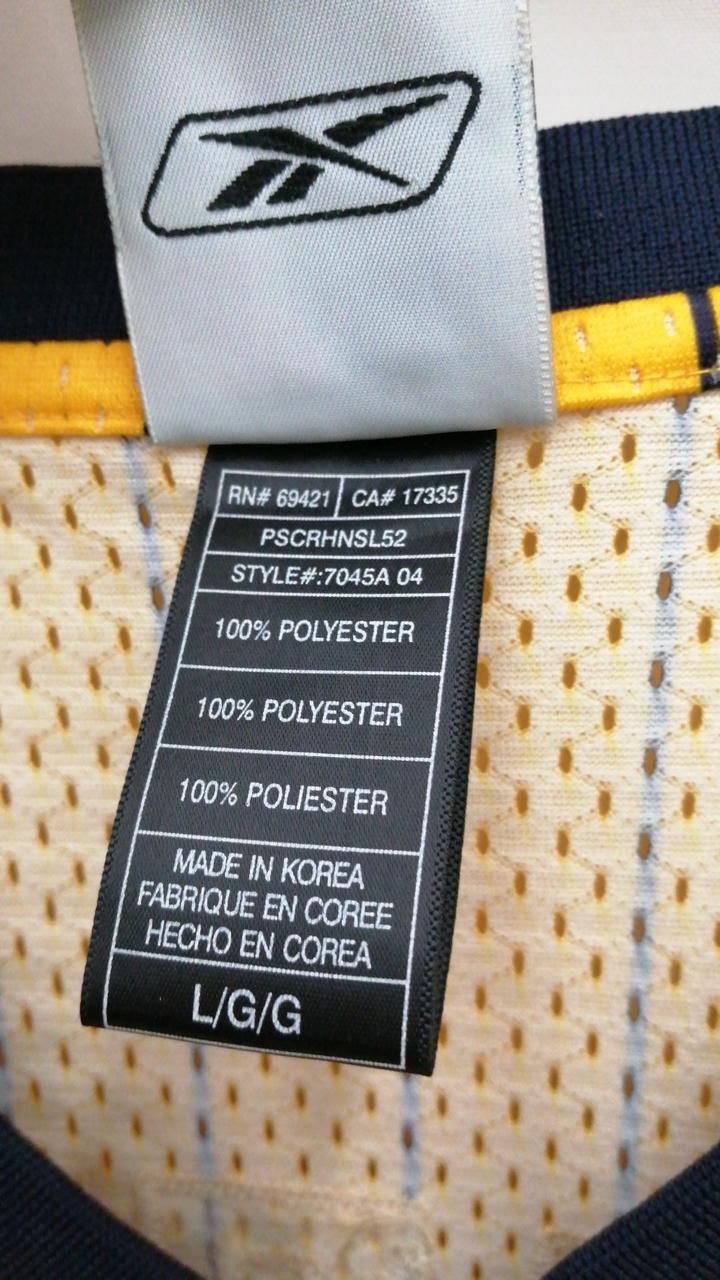 RN# 69421 CA# 17335
PSCRHNSL52
STYLE#:7045A 04
100% POLYESTER
100% POLYESTER
100% POLIESTER
MADE IN KOREA
FABRIQUE EN COREE
HECHO EN COREA
L/G/G